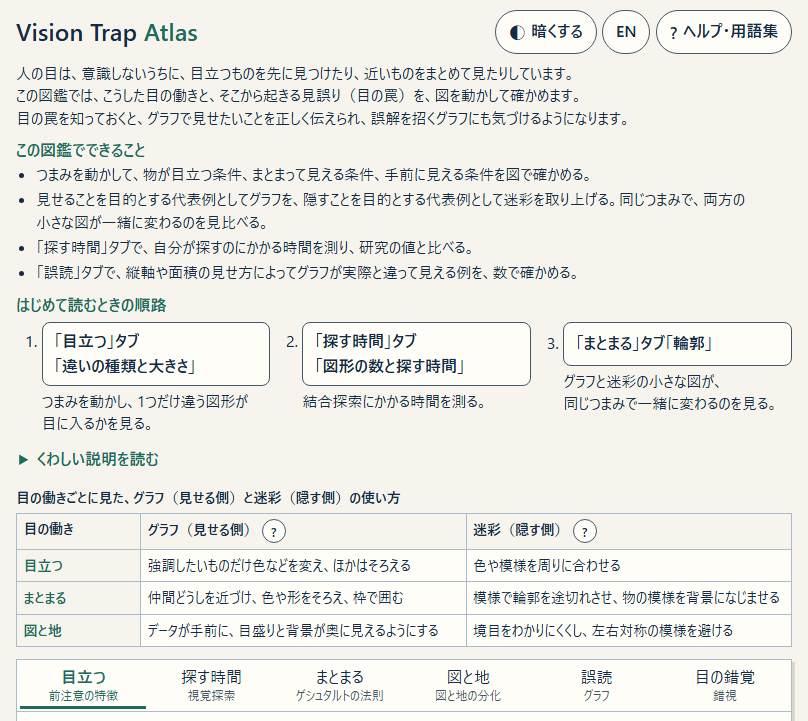 Vision Trap Atlas
暗くする
EN
? ヘルプ・用語集
人の目は、意識しないうちに、目立つものを先に見つけたり、近いものをまとめて見たりしています。
この図鑑では、こうした目の働きと、そこから起きる見誤り（目の罠）を、図を動かして確かめます。
目の罠を知っておくと、グラフで見せたいことを正しく伝えられ、誤解を招くグラフにも気づけるようになります。
この図鑑でできること
• つまみを動かして、物が目立つ条件、まとまって見える条件、手前に見える条件を図で確かめる。
• 見せることを目的とする代表例としてグラフを、隠すことを目的とする代表例として迷彩を取り上げる。同じつまみで、両方の
小さな図が一緒に変わるのを見比べる。
• 「探す時間」タブで、自分が探すのにかかる時間を測り、研究の値と比べる。
• 「誤読」タブで、縦軸や面積の見せ方によってグラフが実際と違って見える例を、数で確かめる。
はじめて読むときの順路
1. 「目立つ」タブ
「違いの種類と大きさ」
つまみを動かし、1つだけ違う図形が
目に入るかを見る。
2. 「探す時間」タブ
「図形の数と探す時間」
結合探索にかかる時間を測る。
3. 「まとまる」タブ「輪郭」
グラフと迷彩の小さな図が、
同じつまみで一緒に変わるのを見る。
▶ くわしい説明を読む
目の働きごとに見た、グラフ（見せる側）と迷彩（隠す側）の使い方
目の働き グラフ（見せる側） ? 迷彩（隠す側） ?
目立つ 強調したいものだけ色などを変え、ほかはそろえる 色や模様を周りに合わせる
まとまる 仲間どうしを近づけ、色や形をそろえ、枠で囲む 模様で輪郭を途切れさせ、物の模様を背景になじませる
図と地 データが手前に、目盛りと背景が奥に見えるようにする 境目をわかりにくくし、左右対称の模様を避ける
目立つ 探す時間 まとまる 図と地 誤読 目の錯覚
前注意の特徴 視覚探索 ゲシュタルトの法則 図と地の分化 グラフ 錯視